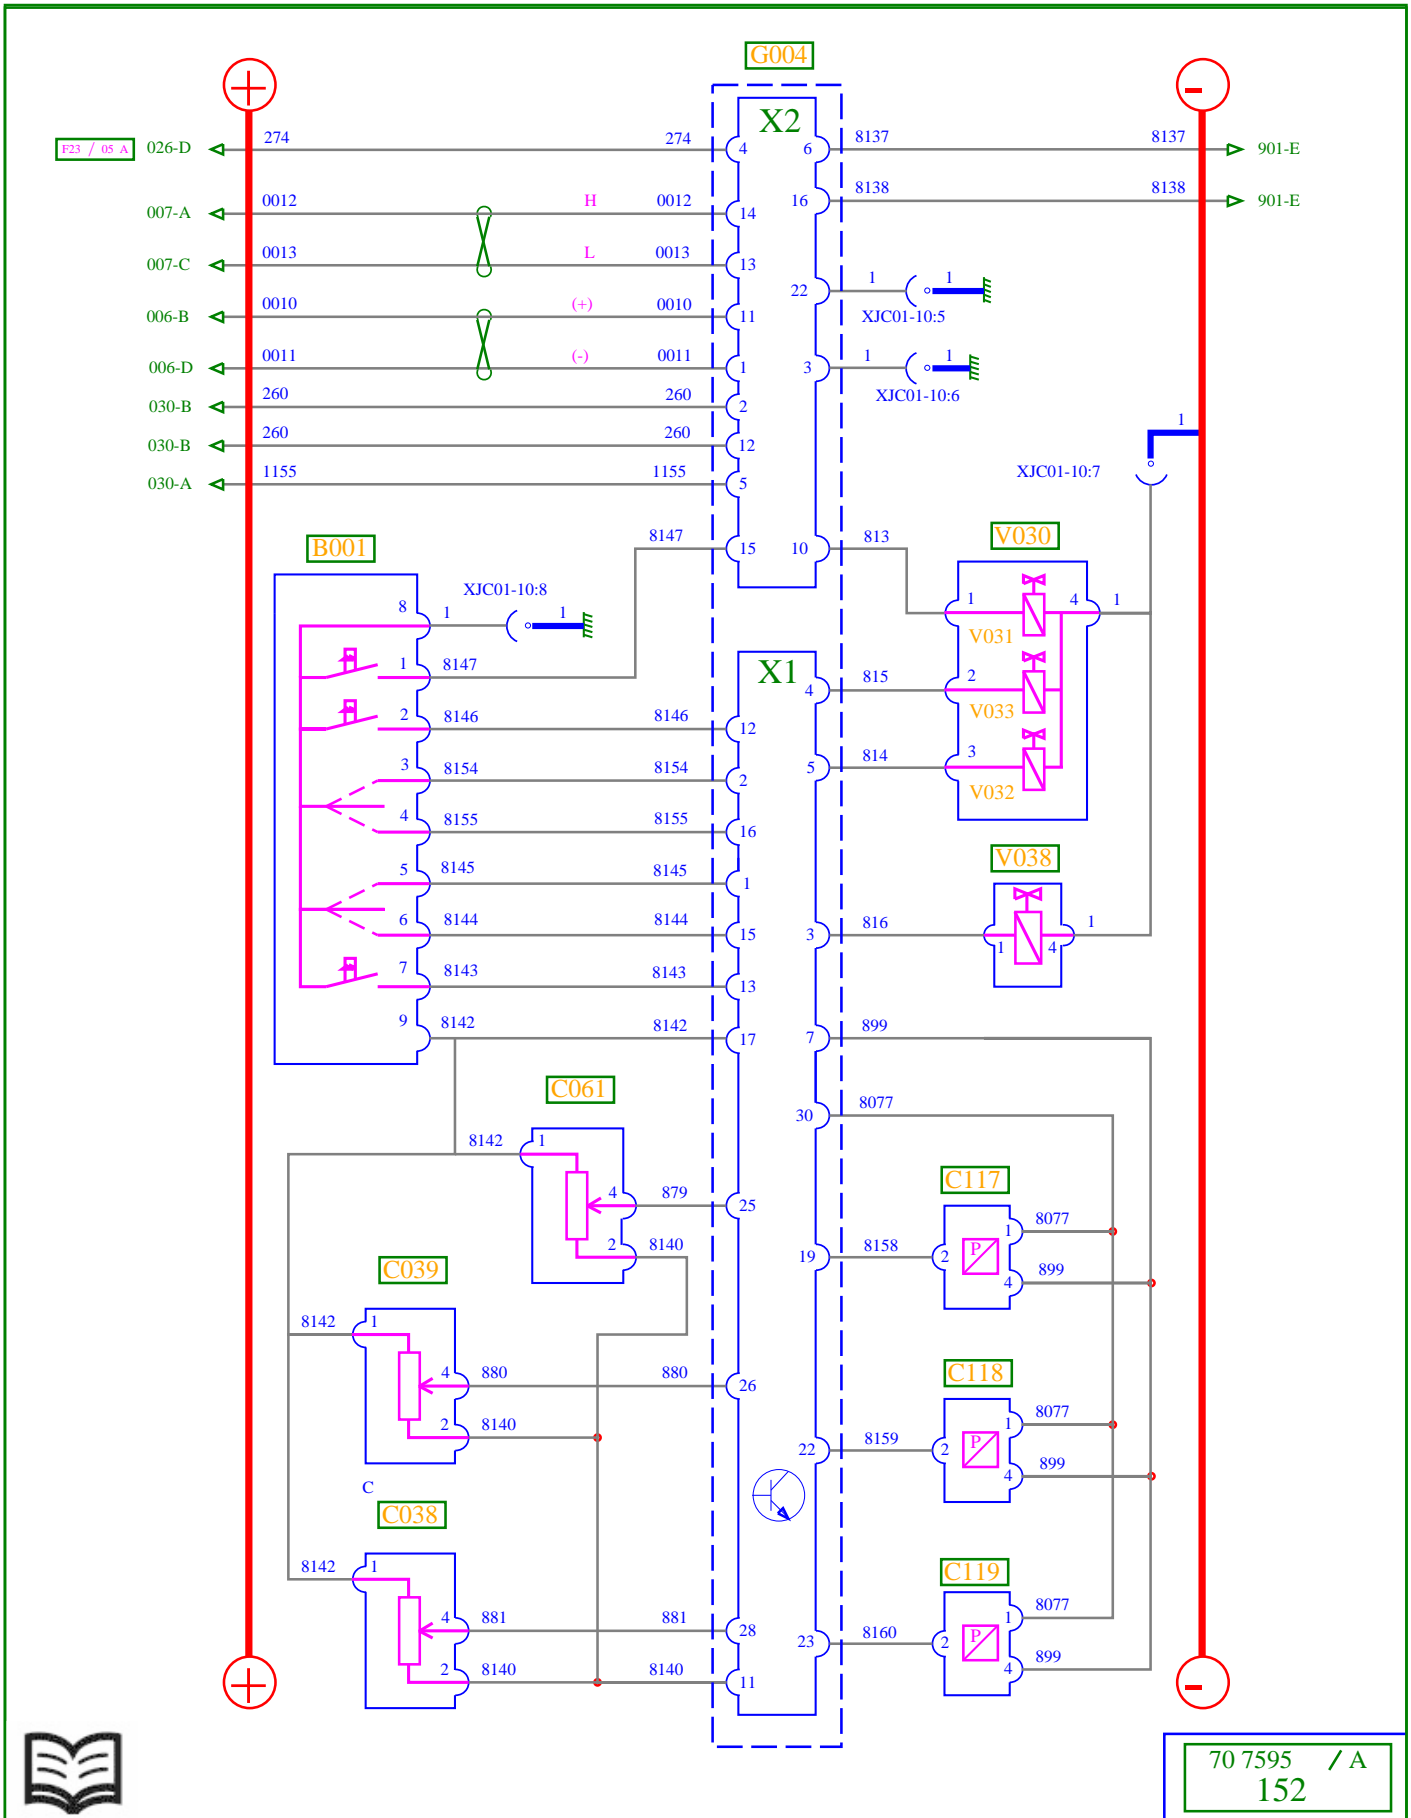 G004
X2
F23 / 05 A 026-D 274 274 4 6 8137 8137 901-E
007-A 0012 H 0012 14 16 8138 8138 901-E
007-C 0013 L 0013 13
22 1 1
XJC01-10:5
006-B 0010 (+) 0010 11
006-D 0011 (-) 0011 1 3 1 1
XJC01-10:6
030-B 260 260 2
030-B 260 260 12
1
XJC01-10:7
030-A 1155 1155 5
B001
8147 15 10 813
V030
XJC01-10:8
8 1 1
1 4 1
V031
1 8147
X1
4 815 2
V033
2 8146 8146 12
3 8154 8154 2 5 814 3
V032
4 8155 8155 16
V038
5 8145 8145 1
6 8144 8144 15 3 816 1 4 1
7 8143 8143 13
9 8142 8142 17 7 899
C061
30 8077
8142 1
C117
4 879 25
1 8077
2 8140
19 8158 2 P
4 899
C039
8142 1
C118
4 880 880 26
1 8077
2 8140
22 8159 2 P
4 899
C
C038
8142 1
C119
4 881 881 28
1 8077
23 8160 2 P
4 899
2 8140 8140 11
70 7595 / A
152